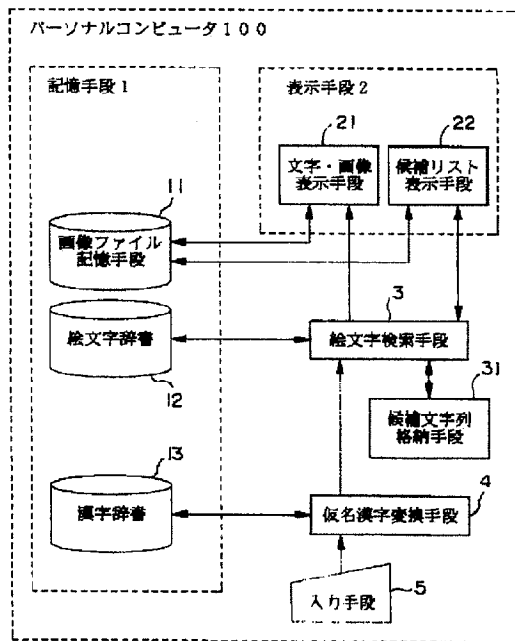 パーソナルコンピュータ100
記憶手段1
表示手段2
21
22
文字・画像
表示手段
候補リスト
表示手段
11
画像ファイル
記憶手段
3
絵文字辞書
絵文字検索手段
12
31
候補文字列
格納手段
13
4
漢字辞書
仮名漢字変換手段
入力手段
5